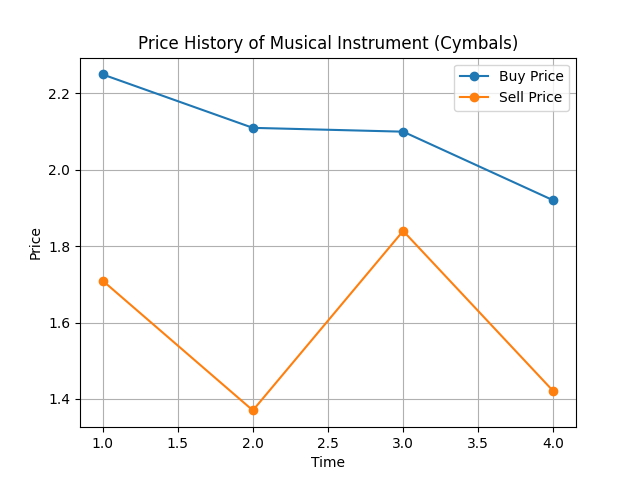 Price History of Musical Instrument (Cymbals)
Buy Price
Sell Price
2.2
2.0
1.8
1.6
1.4
Price
1.0 1.5 2.0 2.5 3.0 3.5 4.0
Time